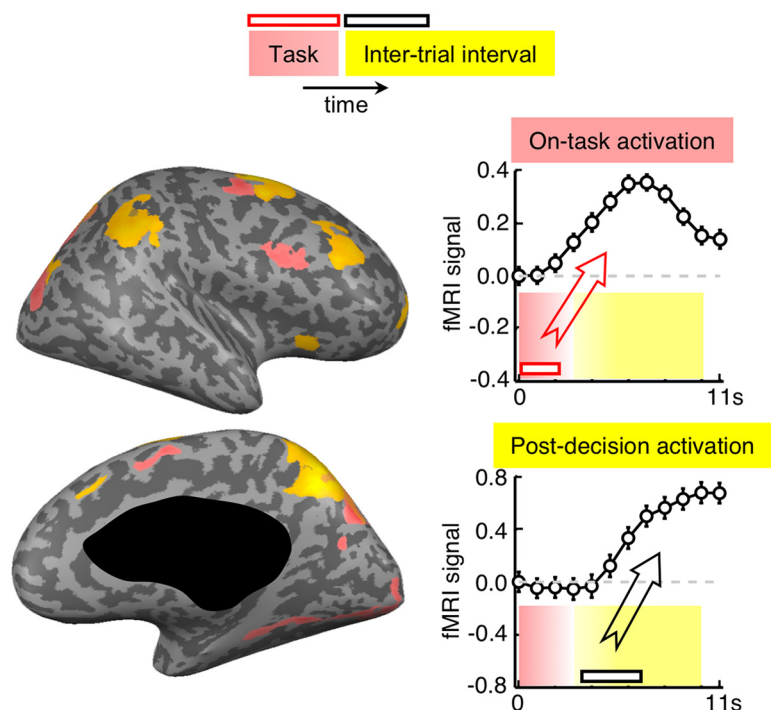 Task
Inter-trial interval
time
On-task activation
0.4
0.2
0.0
-0.2
-0.4
fMRI signal
0
11s
Post-decision activation
0.8
0.4
0.0
-0.4
-0.8
fMRI signal
0
11s